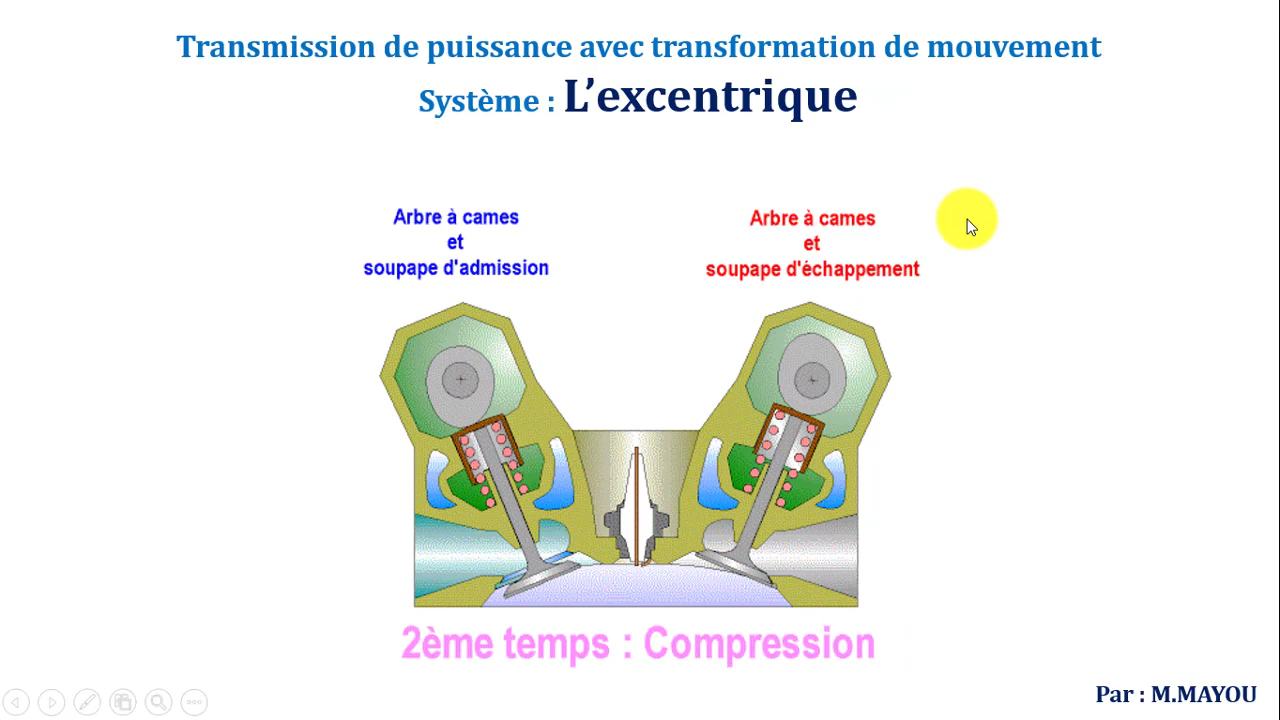 Transmission de puissance avec transformation de mouvement
Système : L’excentrique
Arbre à cames
et
soupape d'admission
Arbre à cames
et
soupape d'échappement
2ème temps : Compression
Par : M.MAYOU